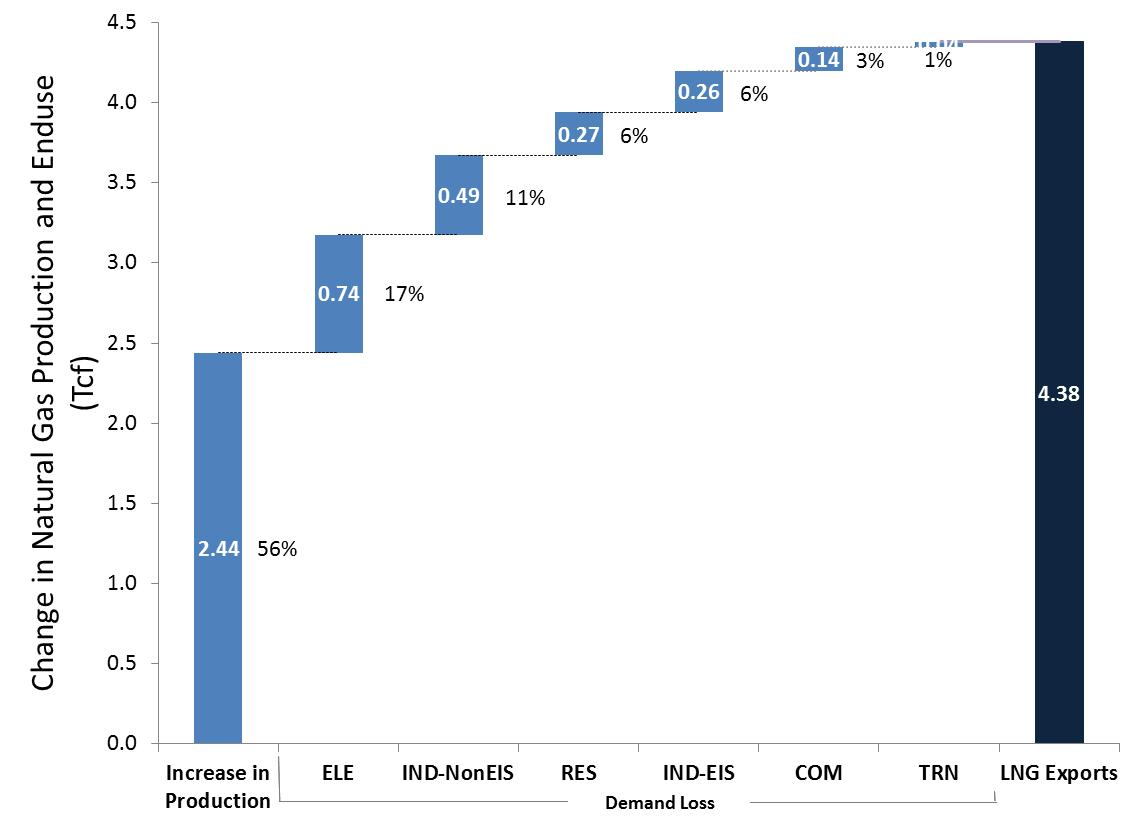 Change in Natural Gas Production and Enduse
(Tcf)
4.5
4.0
3.5
3.0
2.5
2.0
1.5
1.0
0.5
0.0
2.44
56%
0.74
17%
0.49
11%
0.27
6%
0.26
6%
0.14
3%
1%
4.38
Increase in
Production
ELE
IND-NonEIS
RES
IND-EIS
COM
TRN
LNG Exports
Demand Loss